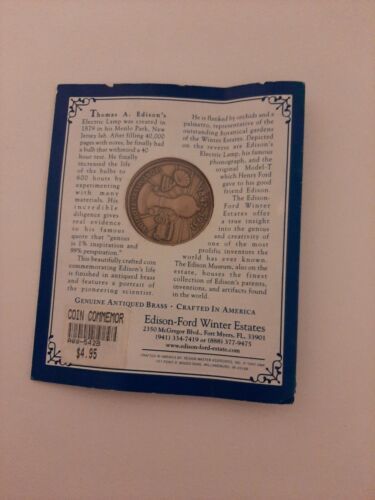 Thomas A. Edison's
Electric Lamp was created in
1879 in his Menlo Park, New
Jersey lab. After filling 40,000
pages with notes, he finally had
a bulb that withstood a 40
hour test. He finally
increased the life
of the bulbs to
600 hours by
experimenting
with many
materials. His
incredible
diligence gives
real evidence
to his famous
quote that "genius
is 1% inspiration and
99% perspiration."
This beautifully crafted coin
commemorating Edison's life
is finished in antiqued brass
and features a portrait of
the pioneering scientist.
He is flanked by orchids and a
palmetto, representative of the
outstanding botanical gardens
of the Winter Estates. Depicted
on the reverse are Edison's
Electric Lamp, his famous
phonograph, and the
original Model-T
which Henry Ford
gave to his good
friend Edison.
Edison-Ford
Winter Estates
offer a true
insight into
the genius
and creativity
of one of the most
prolific inventors the
world has ever known.
The Edison Museum, also on the
estate, houses the finest
collection of Edison's patents,
inventions, and artifacts found
in the world.
Genuine Antiqued Brass • Crafted In America
COIN COMMEMOR
$4.95
Edison-Ford Winter Estates
2350 McGregor Blvd., Fort Myers, FL. 33901
(941) 334-7419 or (888) 377-9475
www.edison-ford-estate.com